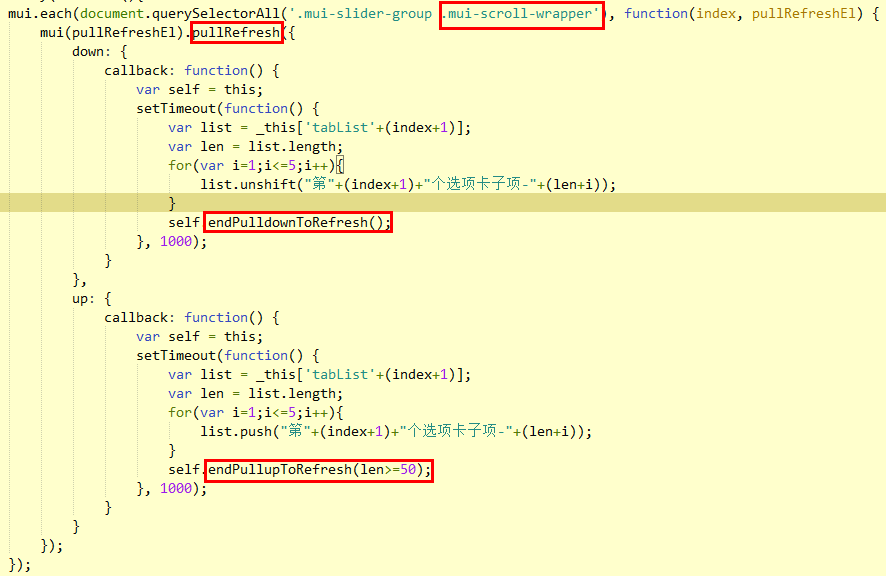 mui.each(document.querySelectorAll('.mui-slider-group .mui-scroll-wrapper'), function(index, pullRefreshEl) {
    mui(pullRefreshEl).pullRefresh({
        down: {
            callback: function() {
                var self = this;
                setTimeout(function() {
                    var list = _this['tabList'+(index+1)];
                    var len = list.length;
                    for(var i=1;i<=5;i++){
                        list.unshift("第"+(index+1)+"个选项卡子项-"+(len+i));
                    }
                    self.endPulldownToRefresh();
                }, 1000);
            }
        },
        up: {
            callback: function() {
                var self = this;
                setTimeout(function() {
                    var list = _this['tabList'+(index+1)];
                    var len = list.length;
                    for(var i=1;i<=5;i++){
                        list.push("第"+(index+1)+"个选项卡子项-"+(len+i));
                    }
                    self.endPullupToRefresh(len>=50);
                }, 1000);
            }
        }
    });
});